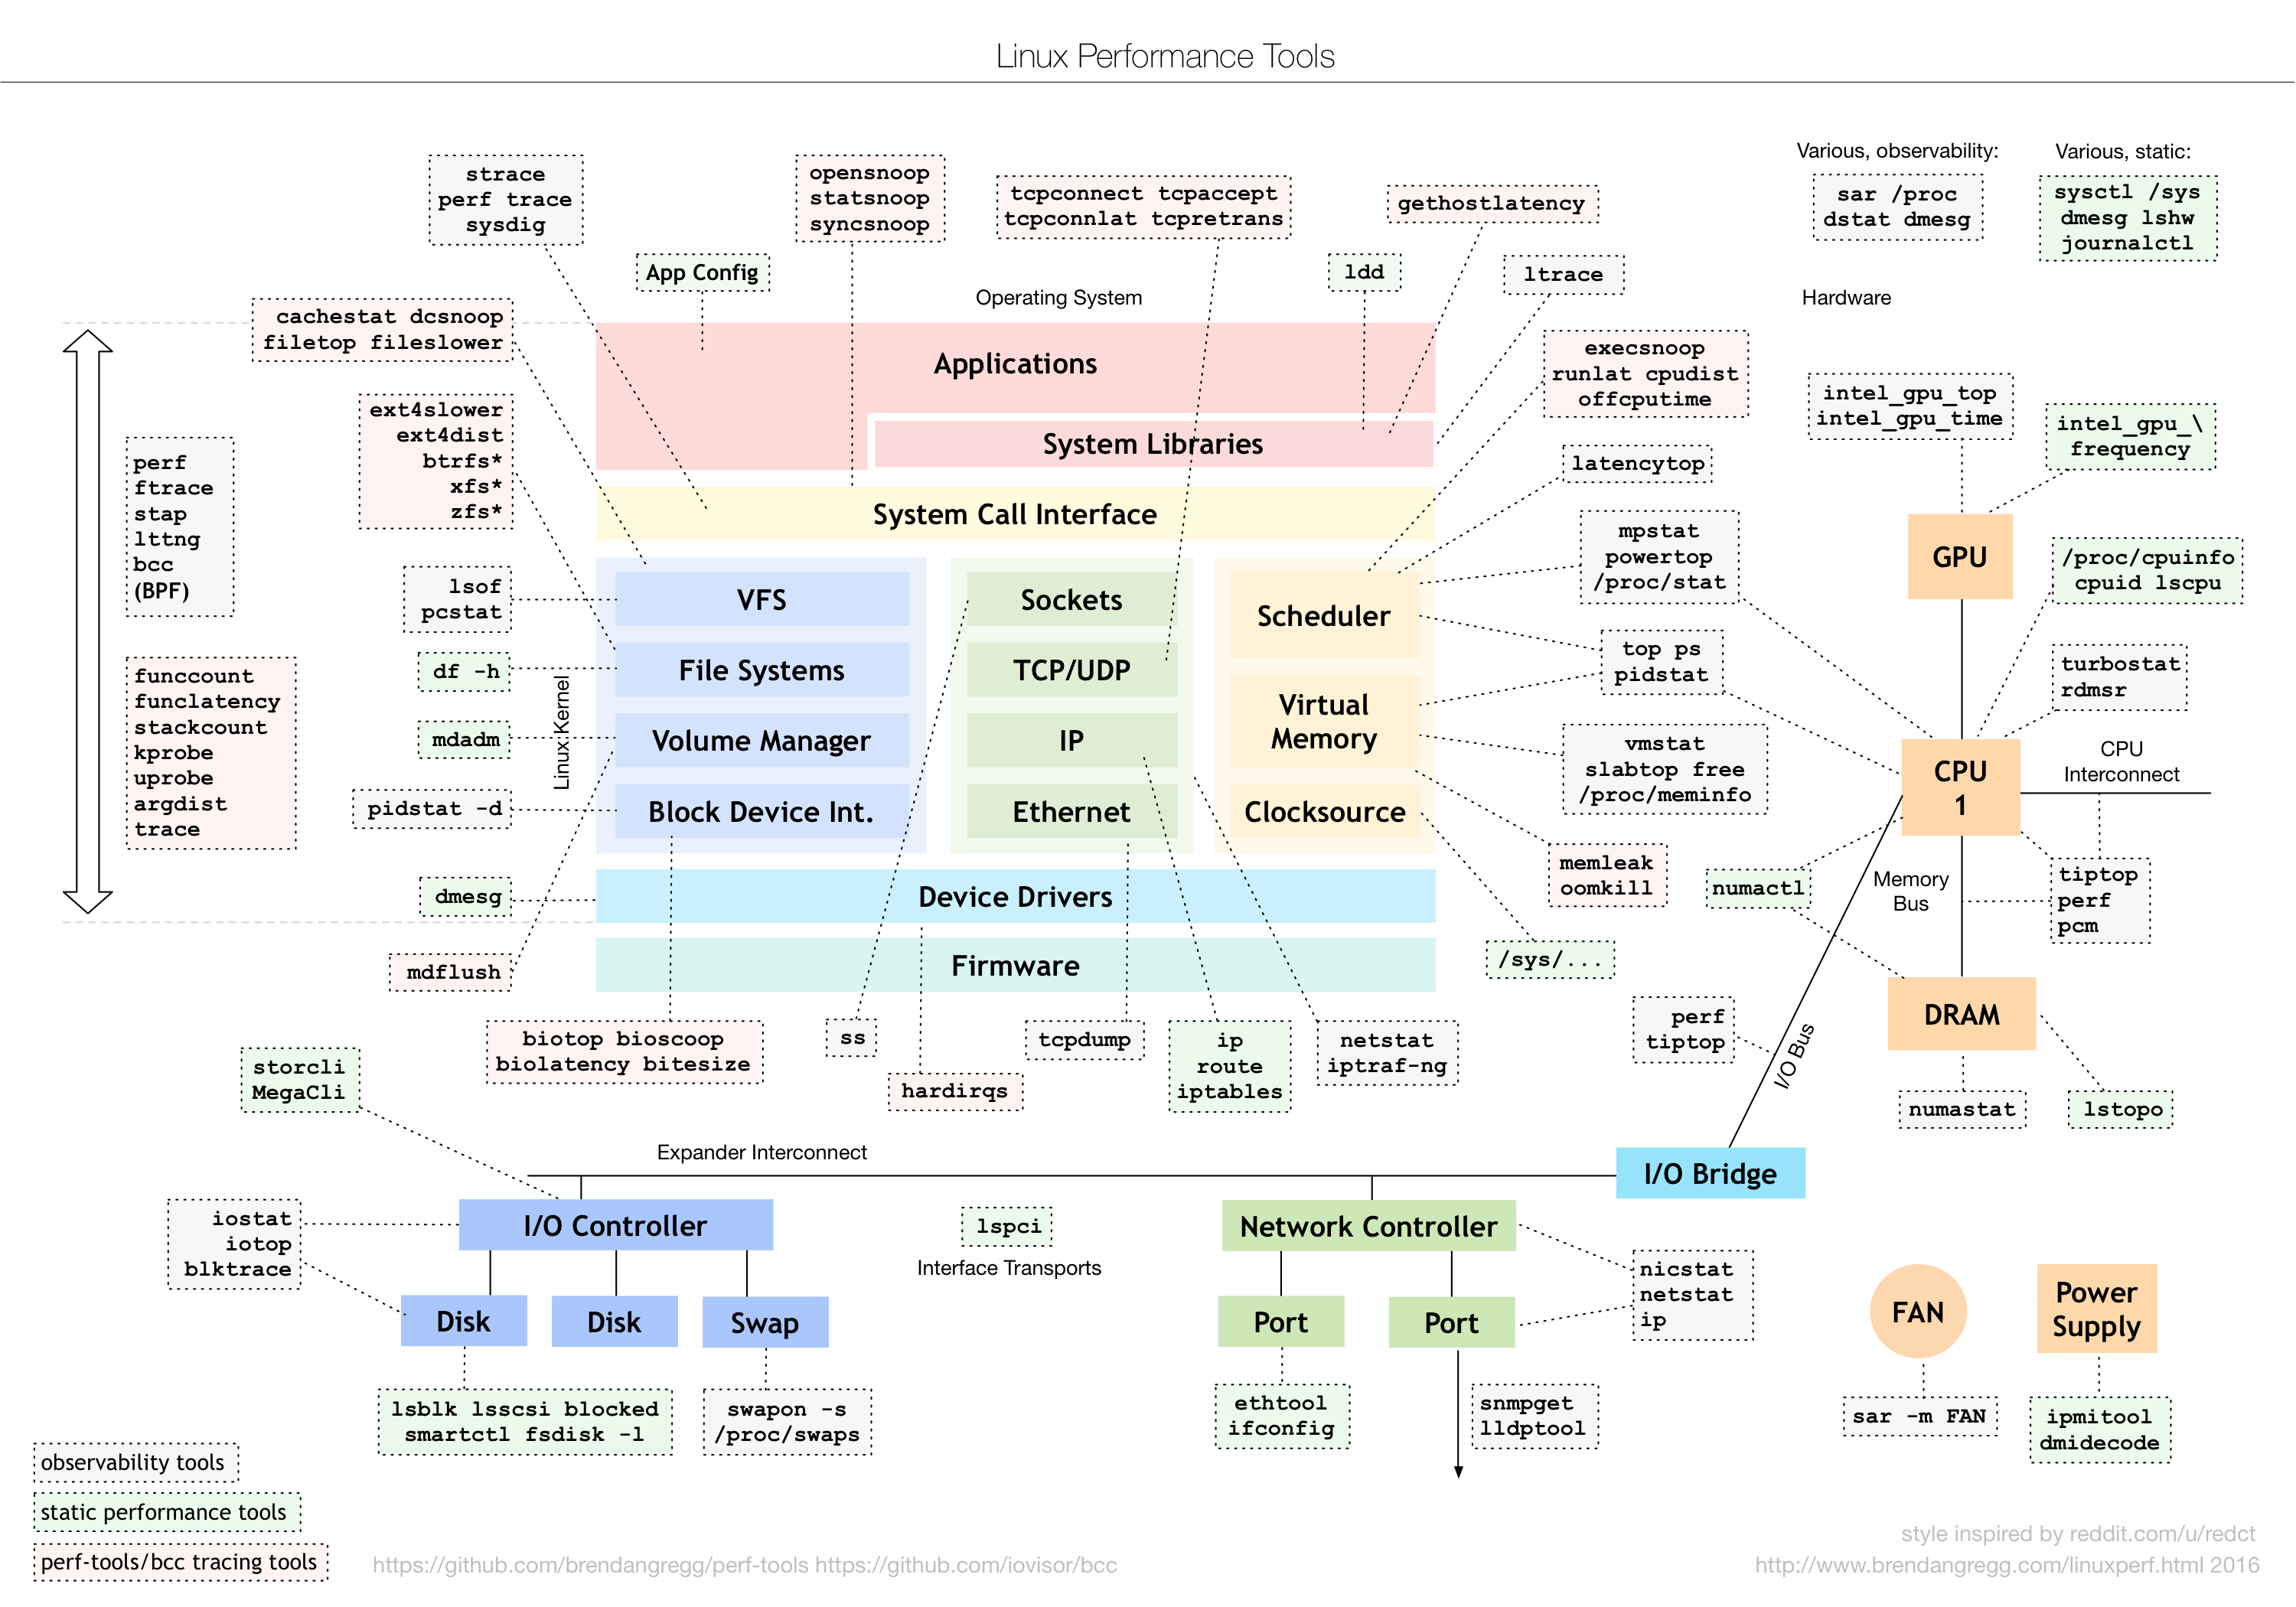 Linux Performance Tools
strace
perf trace
sysdig
opensnoop
statsnoop
syncsnoop
tcpconnect tcpaccept
tcpconnlat tcpretrans
gethostlatency
Various, observability:
sar /proc
dstat dmesg
Various, static:
sysctl /sys
dmesg lshw
journalctl
App Config
ldd
ltrace
Operating System
Hardware
cachestat dcsnoop
filetop fileslower
ext4slower
ext4dist
btrfs*
xfs*
zfs*
perf
ftrace
stap
lttng
bcc
(BPF)
funccount
funclatency
stackcount
kprobe
uprobe
argdist
trace
lsof
pcstat
df -h
mdadm
pidstat -d
dmesg
mdflush
Linux Kernel
Applications
System Libraries
System Call Interface
VFS
File Systems
Volume Manager
Block Device Int.
Sockets
TCP/UDP
IP
Ethernet
Scheduler
Virtual
Memory
Clocksource
Device Drivers
Firmware
execsnoop
runlat cpudist
offcputime
latencytop
mpstat
powertop
/proc/stat
top ps
pidstat
vmstat
slabtop free
/proc/meminfo
memleak
oomkill
/sys/...
intel_gpu_top
intel_gpu_time
intel_gpu_\
frequency
GPU
/proc/cpuinfo
cpuid lscpu
turbostat
rdmsr
CPU
1
CPU
Interconnect
numactl
Memory
Bus
tiptop
perf
pcm
DRAM
perf
tiptop
I/O Bus
numastat
lstopo
biotop bioscoop
biolatency bitesize
ss
hardirqs
tcpdump
ip
route
iptables
netstat
iptraf-ng
storcli
MegaCli
Expander Interconnect
I/O Bridge
iostat
iotop
blktrace
I/O Controller
Disk
Disk
Swap
lsblk lsscsi blocked
smartctl fsdisk -l
swapon -s
/proc/swaps
lspci
Interface Transports
Network Controller
Port
Port
nicstat
netstat
ip
ethtool
ifconfig
snmpget
lldptool
FAN
sar -m FAN
Power
Supply
ipmitool
dmidecode
observability tools
static performance tools
perf-tools/bcc tracing tools
https://github.com/brendangregg/perf-tools https://github.com/iovisor/bcc
style inspired by reddit.com/u/redct
http://www.brendangregg.com/linuxperf.html 2016